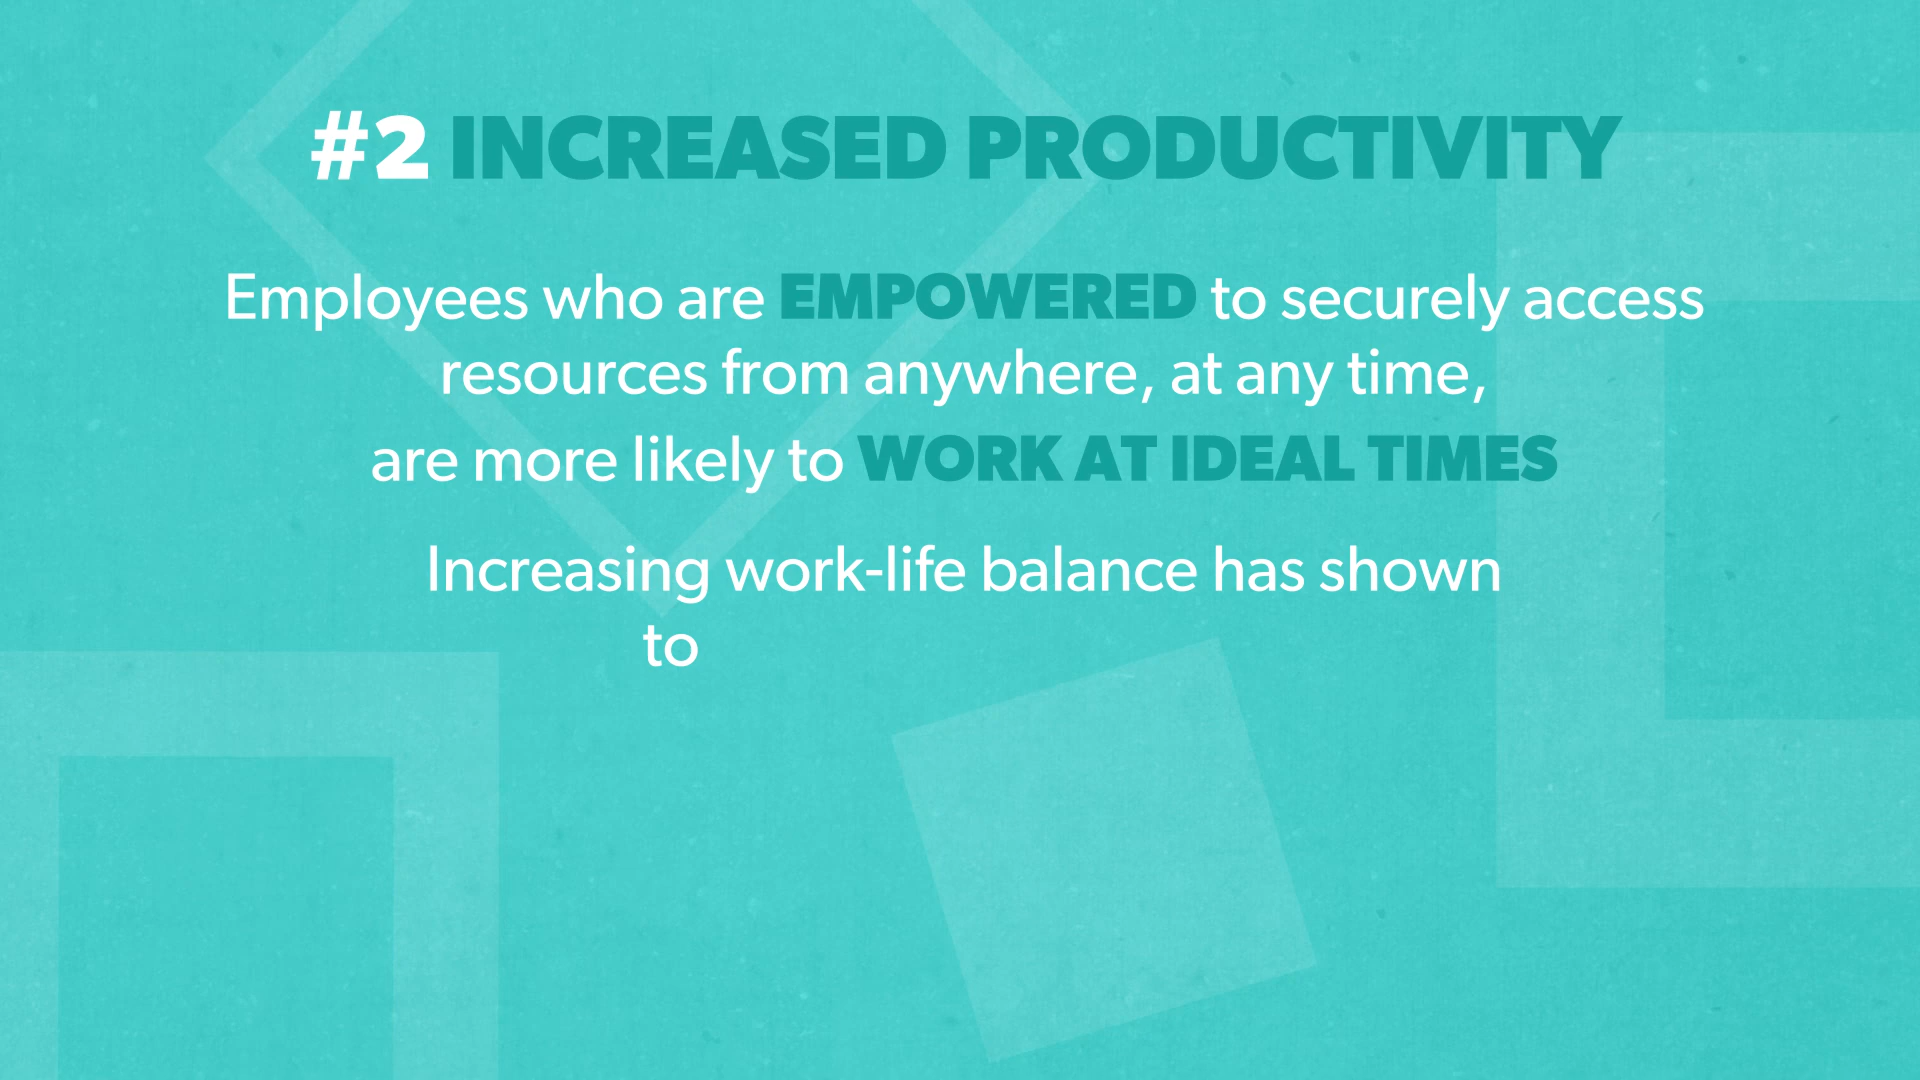 #2 INCREASED PRODUCTIVITY
Employees who are EMPOWERED to securely access
resources from anywhere, at any time,
are more likely to WORK AT IDEAL TIMES
Increasing work-life balance has shown
to